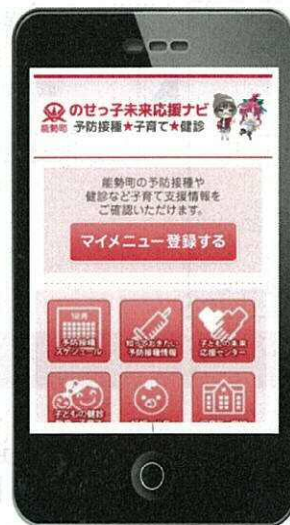 のせっ子未来応援ナビ
能勢町
予防接種★子育て★健診
能勢町の予防接種や
健診など子育て支援情報を
ご確認いただけます。
マイメニュー登録する
予防接種
スケジュール
知っておきたい
予防接種情報
子どもの未来
応援センター
子どもの健診